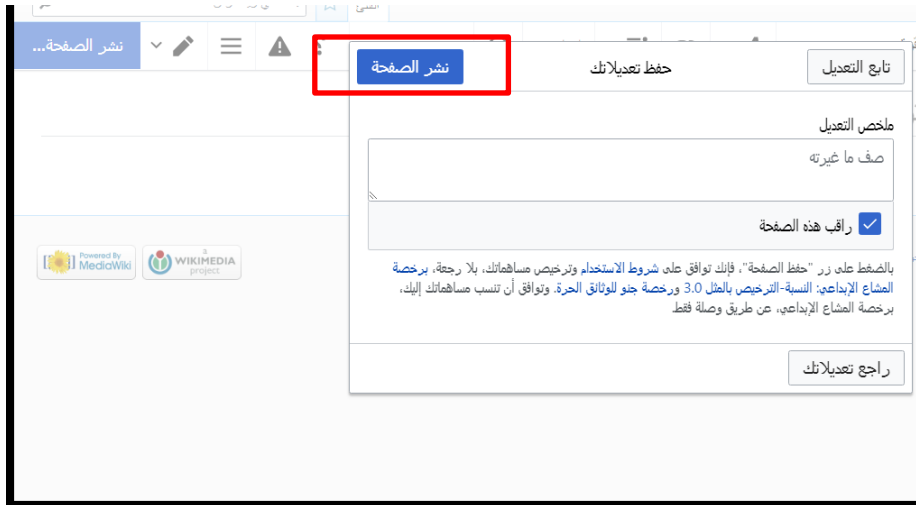 نشر الصفحة...
تابع التعديل
حفظ تعديلاتك
نشر الصفحة
ملخص التعديل
صف ما غيرته
راقب هذه الصفحة
بالضغط على زر "حفظ الصفحة"، فإنك توافق على شروط الاستخدام وترخيص مساهماتك، بلا رجعة، برخصة
المشاع الإبداعي: النسبة-الترخيص بالمثل 3.0 ورخصة جنو للوثائق الحرة. وتوافق أن تنسب مساهماتك إليك،
برخصة المشاع الإبداعي، عن طريق وصلة فقط
راجع تعديلاتك
Powered By
MediaWiki
a
WIKIMEDIA
project